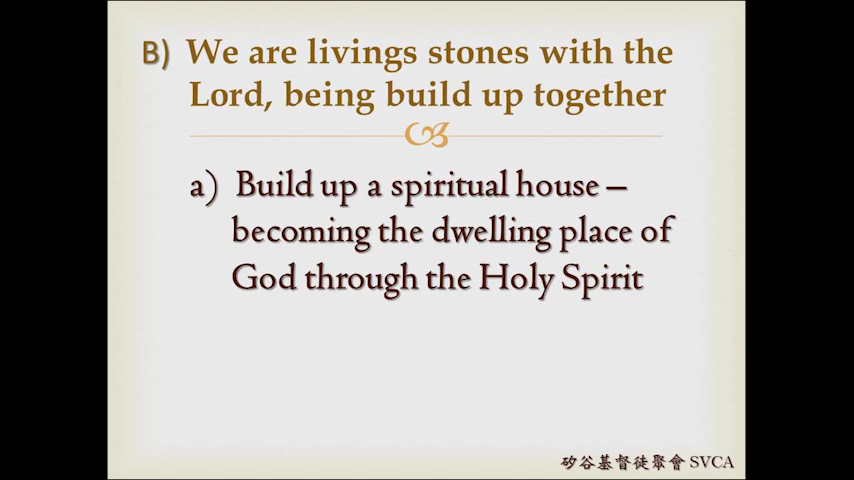 B) We are livings stones with the
Lord, being build up together
a) Build up a spiritual house –
becoming the dwelling place of
God through the Holy Spirit
矽谷基督徒聚會 SVCA